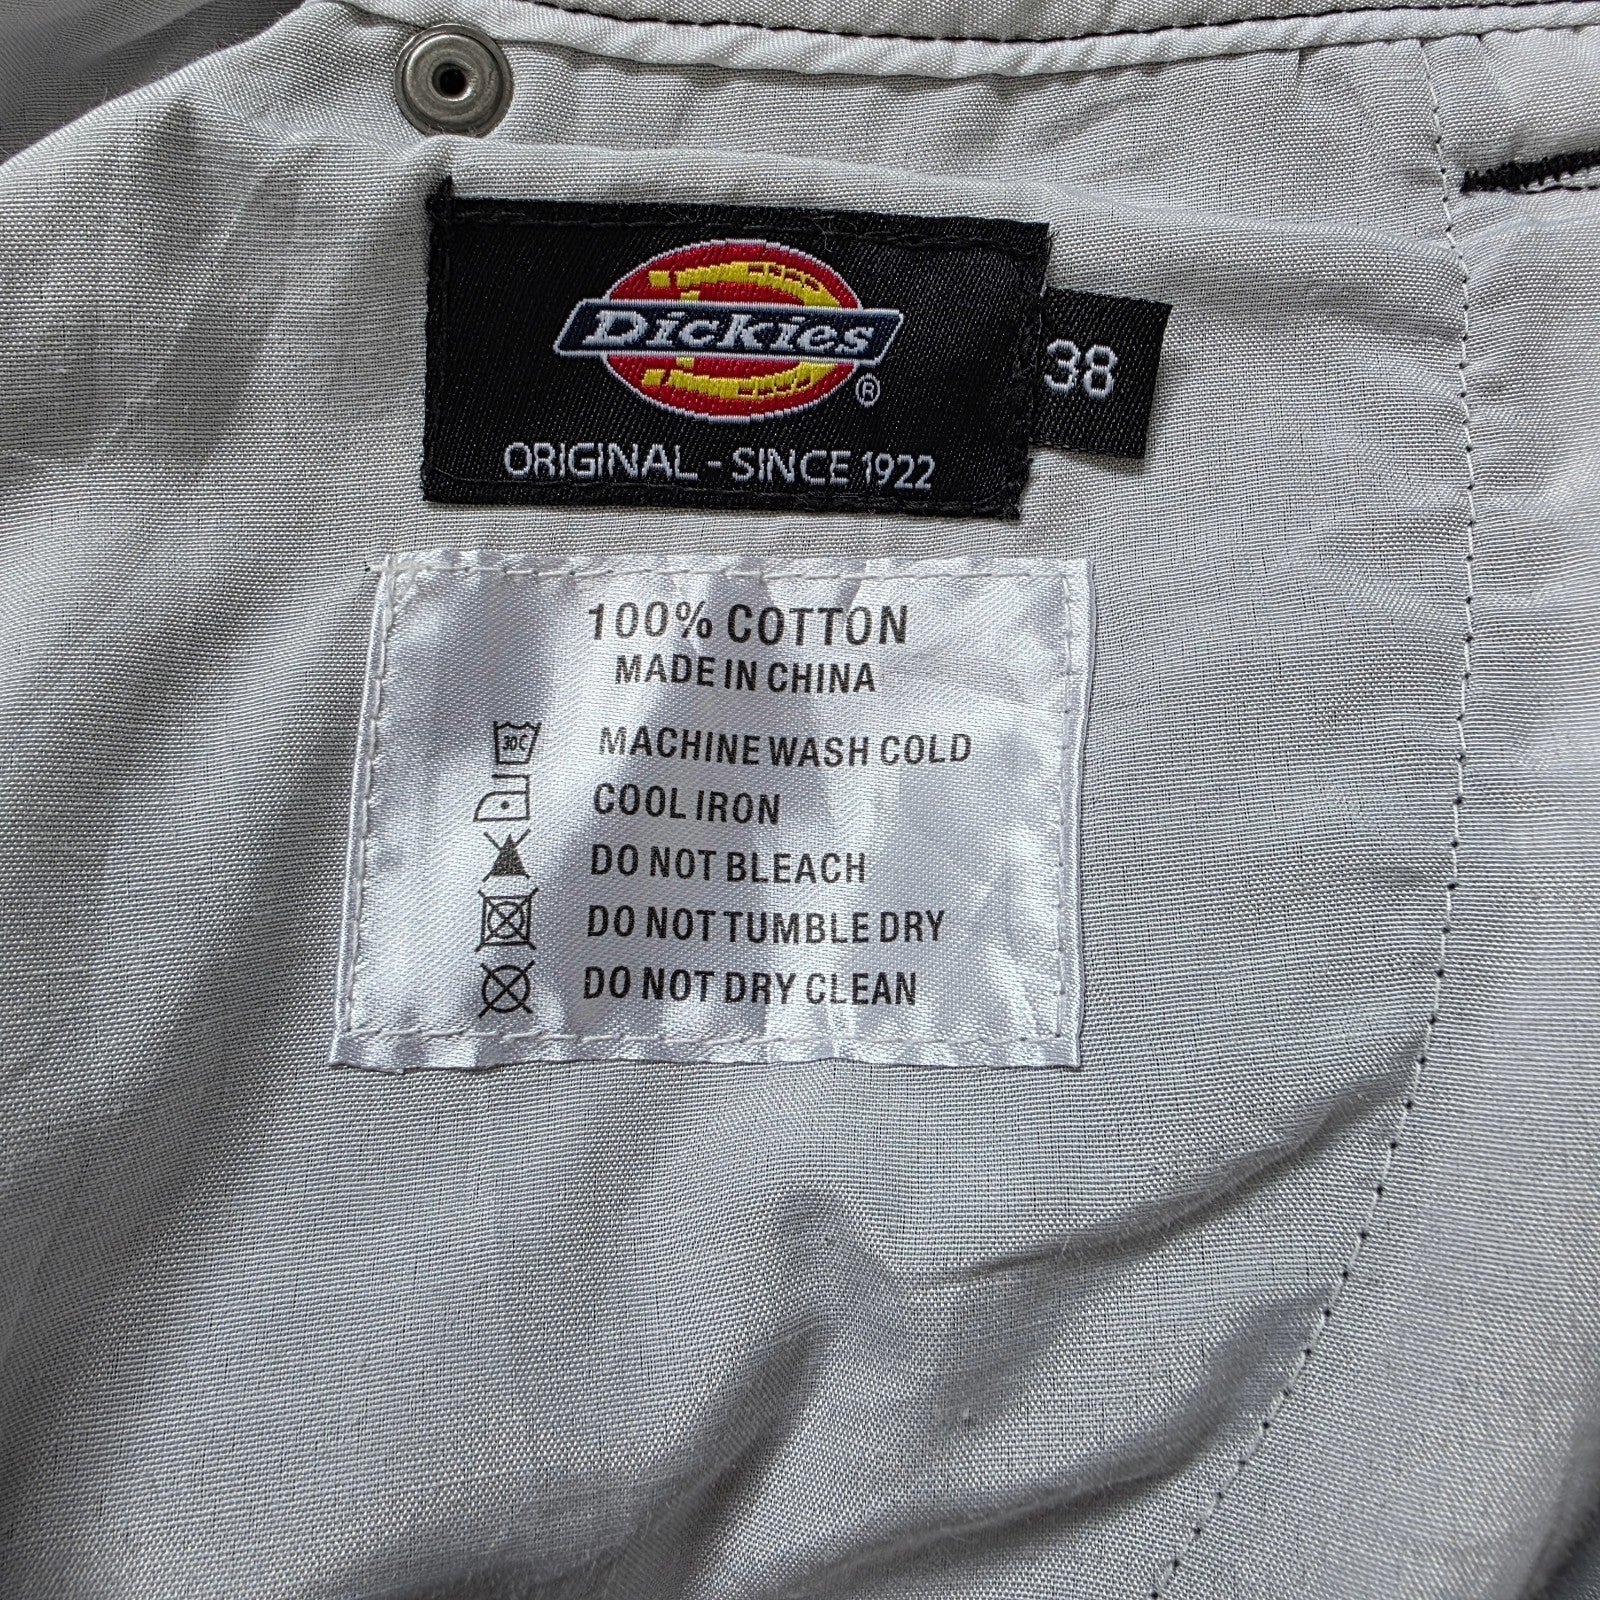 Dickies®
38
ORIGINAL - SINCE 1922
100% COTTON
MADE IN CHINA
30C MACHINE WASH COLD
COOL IRON
DO NOT BLEACH
DO NOT TUMBLE DRY
DO NOT DRY CLEAN